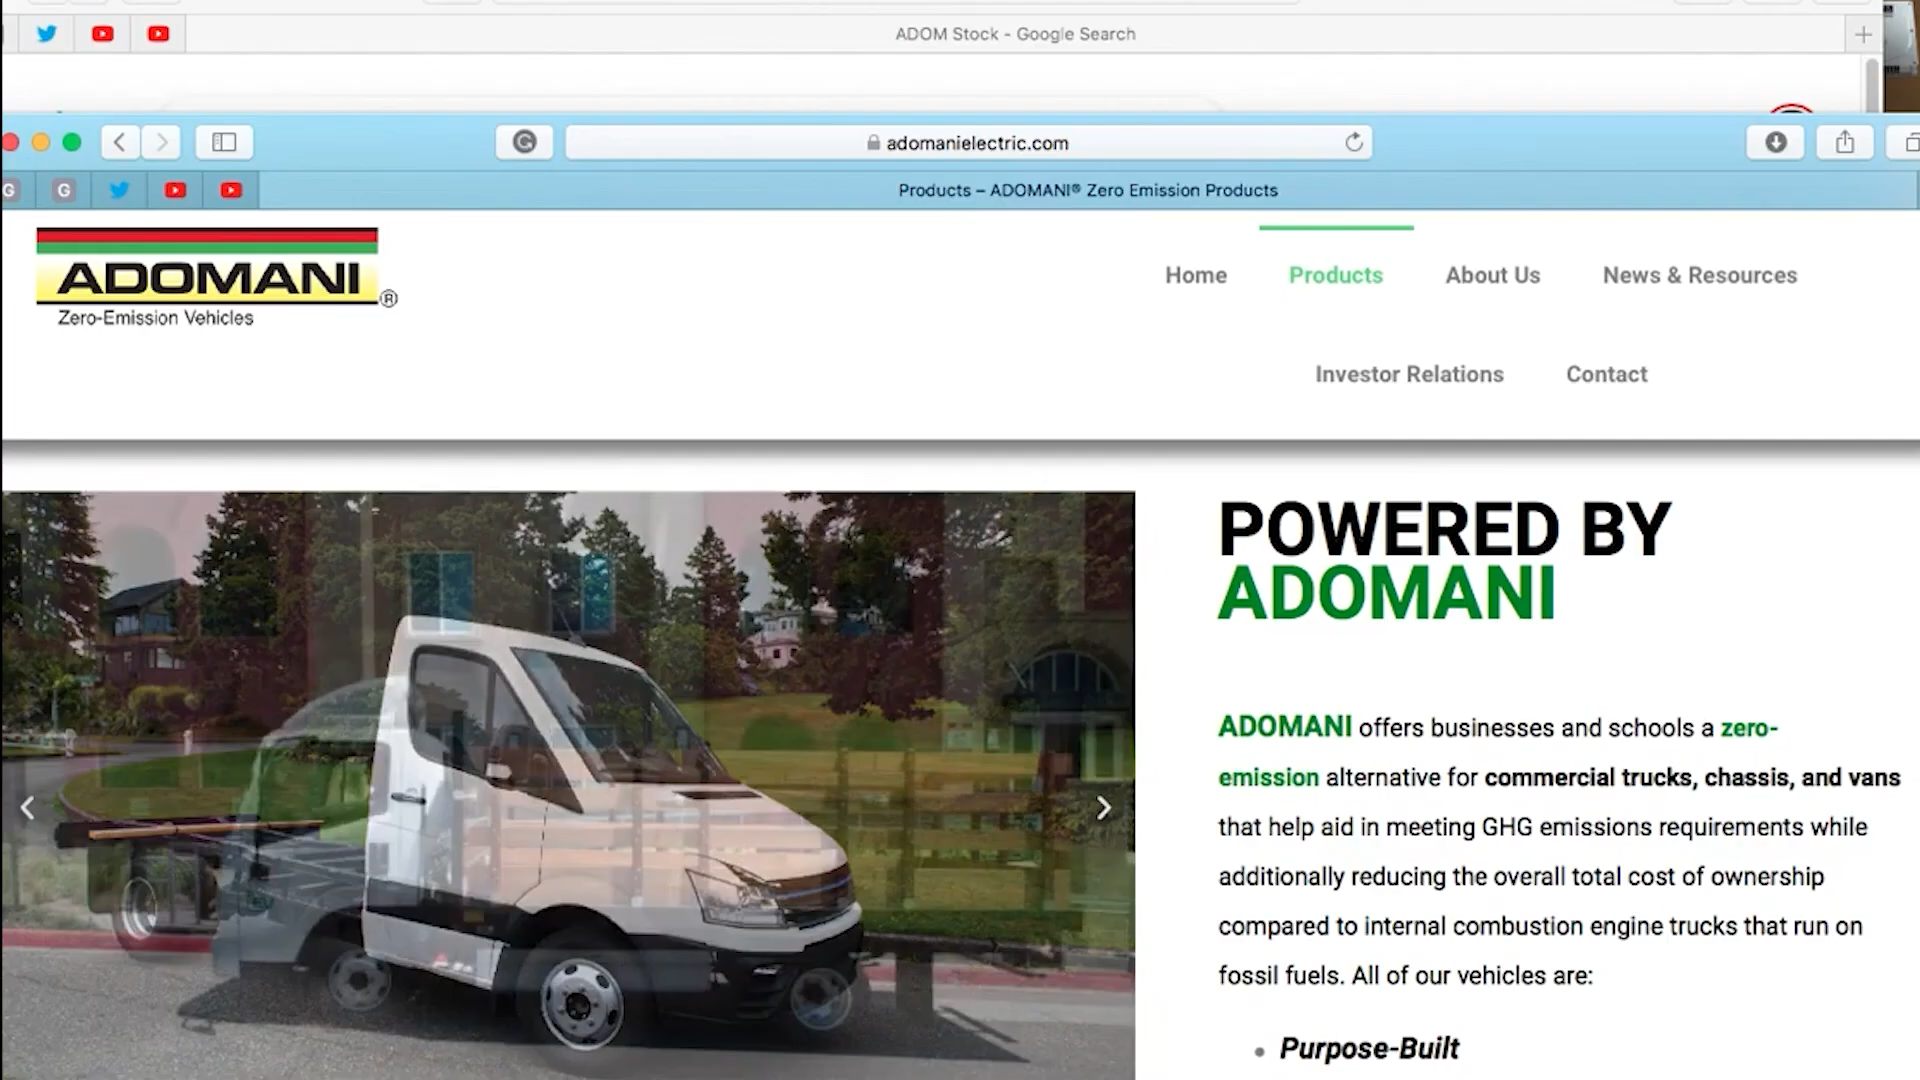 ADOM Stock - Google Search
adomanielectric.com
G
G
Products – ADOMANI® Zero Emission Products
ADOMANI®
Zero-Emission Vehicles
Home
Products
About Us
News & Resources
Investor Relations
Contact
POWERED BY
ADOMANI
ADOMANI offers businesses and schools a zero-
emission alternative for commercial trucks, chassis, and vans
that help aid in meeting GHG emissions requirements while
additionally reducing the overall total cost of ownership
compared to internal combustion engine trucks that run on
fossil fuels. All of our vehicles are:
• Purpose-Built